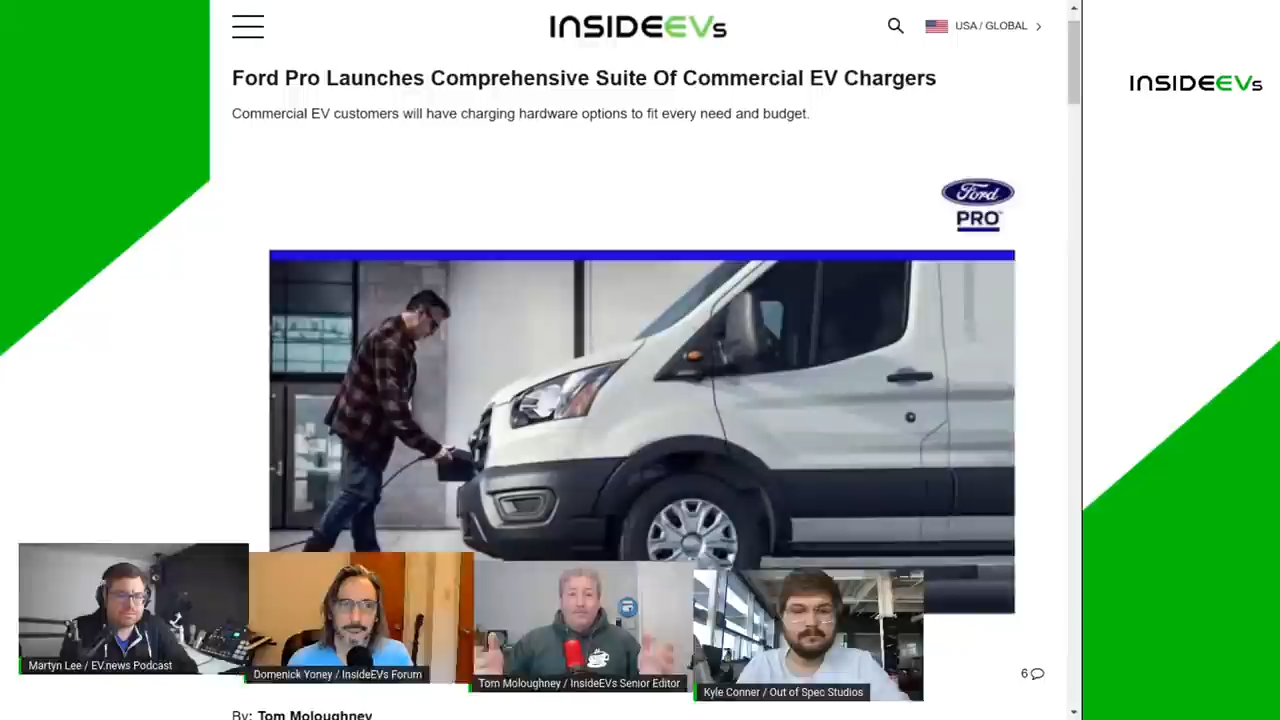 INSIDEEVs
USA / GLOBAL
INSIDEEVs
Ford Pro Launches Comprehensive Suite Of Commercial EV Chargers
Commercial EV customers will have charging hardware options to fit every need and budget.
Ford
PRO
Martyn Lee / EV.news Podcast
Domenick Yoney / InsideEVs Forum
Tom Moloughney / InsideEVs Senior Editor
Kyle Conner / Out of Spec Studios
6
By: Tom Moloughney